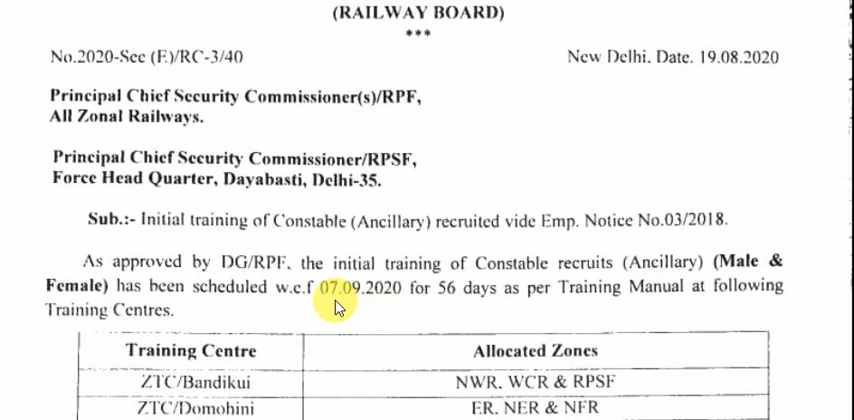 (RAILWAY BOARD)
***
No.2020-Sec (E)/RC-3/40 New Delhi. Date. 19.08.2020
Principal Chief Security Commissioner(s)/RPF,
All Zonal Railways.
Principal Chief Security Commissioner/RPSF,
Force Head Quarter, Dayabasti, Delhi-35.
Sub.:- Initial training of Constable (Ancillary) recruited vide Emp. Notice No.03/2018.
As approved by DG/RPF, the initial training of Constable recruits (Ancillary) (Male &
Female) has been scheduled w.e.f 07.09.2020 for 56 days as per Training Manual at following
Training Centres.
Training Centre Allocated Zones
ZTC/Bandikui NWR, WCR & RPSF
ZTC/Domohini ER, NER & NFR